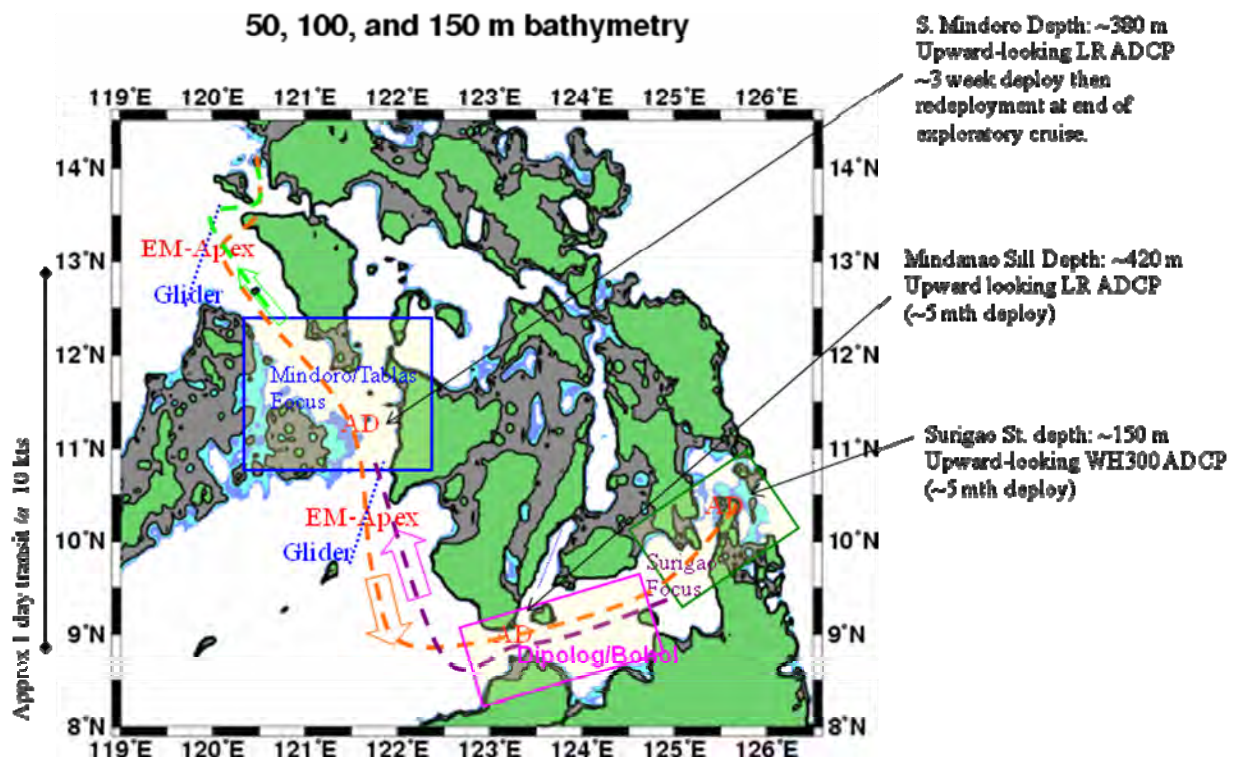 50, 100, and 150 m bathymetry
S. Mindoro Depth: ~380 m
Upward-looking LR ADCP
~3 week deploy then
redeployment at end of
exploratory cruise.
119˚E 120˚E 121˚E 122˚E 123˚E 124˚E 125˚E 126˚E
14˚N 14˚N
13˚N 13˚N
12˚N 12˚N
11˚N 11˚N
10˚N 10˚N
9˚N 9˚N
8˚N 8˚N
119˚E 120˚E 121˚E 122˚E 123˚E 124˚E 125˚E 126˚E
EM-Apex
Glider
Mindoro/Tablas
Focus
AD
EM-Apex
Glider
AD
Surigao
Focus
AD
Dipolog/Bohol
Mindanao Sill Depth: ~420 m
Upward looking LR ADCP
(~5 mth deploy)
Surigao St. depth: ~150 m
Upward-looking WH300 ADCP
(~5 mth deploy)
Approx 1 day transit @ 10 kts